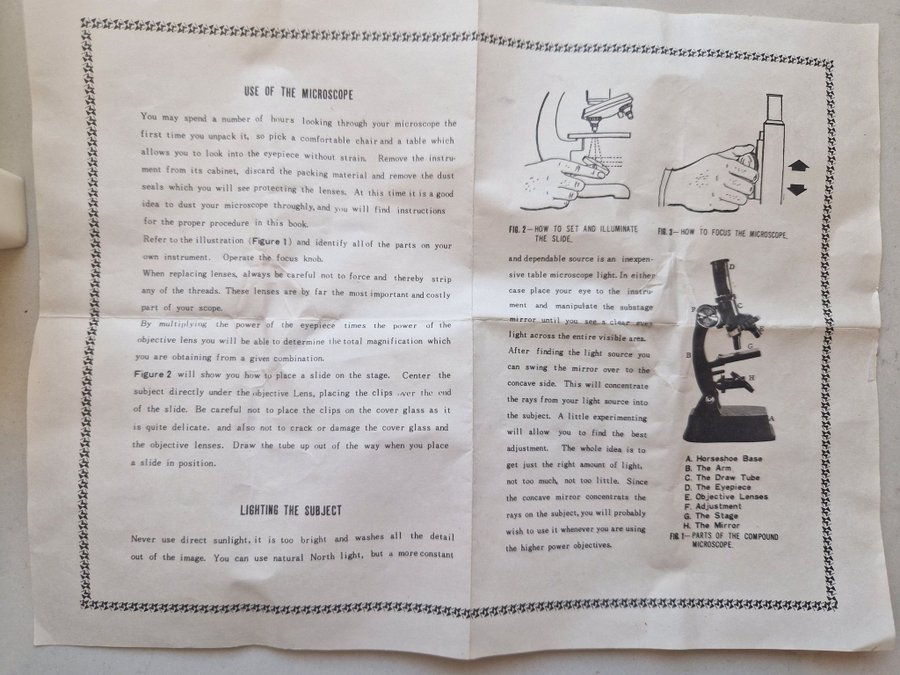 USE OF THE MICROSCOPE
You may spend a number of hours looking through your microscope the
first time you unpack it, so pick a comfortable chair and a table which
allows you to look into the eyepiece without strain. Remove the instru-
ment from its cabinet, discard the packing material and remove the dust
seals which you will see protecting the lenses. At this time it is a good
idea to dust your microscope throughly, and you will find instructions
for the proper procedure in this book.
Refer to the illustration (Figure 1) and identify all of the parts on your
own instrument. Operate the focus knob.
When replacing lenses, always be careful not to force and thereby strip
any of the threads. These lenses are by far the most important and costly
part of your scope.
By multiplying the power of the eyepiece times the power of the
objective lens you will be able to determine the total magnification which
you are obtaining from a given combination.
Figure 2 will show you how to place a slide on the stage. Center the
subject directly under the objective Lens, placing the clips over the end
of the slide. Be careful not to place the clips on the cover glass as it
is quite delicate. and also not to crack or damage the cover glass and
the objective lenses. Draw the tube up out of the way when you place
a slide in position.
LIGHTING THE SUBJECT
Never use direct sunlight, it is too bright and washes all the detail
out of the image. You can use natural North light, but a more constant
FIG. 2—HOW TO SET AND ILLUMINATE
THE SLIDE.
FIG. 3—HOW TO FOCUS THE MICROSCOPE.
and dependable source is an inexpen-
sive table microscope light. In either
case place your eye to the instru-
ment and manipulate the substage
mirror until you see a clear even
light across the entire visible area.
After finding the light source you
can swing the mirror over to the
concave side. This will concentrate
the rays from your light source into
the subject. A little experimenting
will allow you to find the best
adjustment. The whole idea is to
get just the right amount of light,
not too much, not too little. Since
the concave mirror concentrats the
rays on the subject, you will probably
wish to use it whenever you are using
the higher power objectives.
D
C
F
E
G
B
H
A
A. Horseshoe Base
B. The Arm
C. The Draw Tube
D. The Eyepiece
E. Objective Lenses
F. Adjustment
G. The Stage
H. The Mirror
FIG. 1—PARTS OF THE COMPOUND
MICROSCOPE.